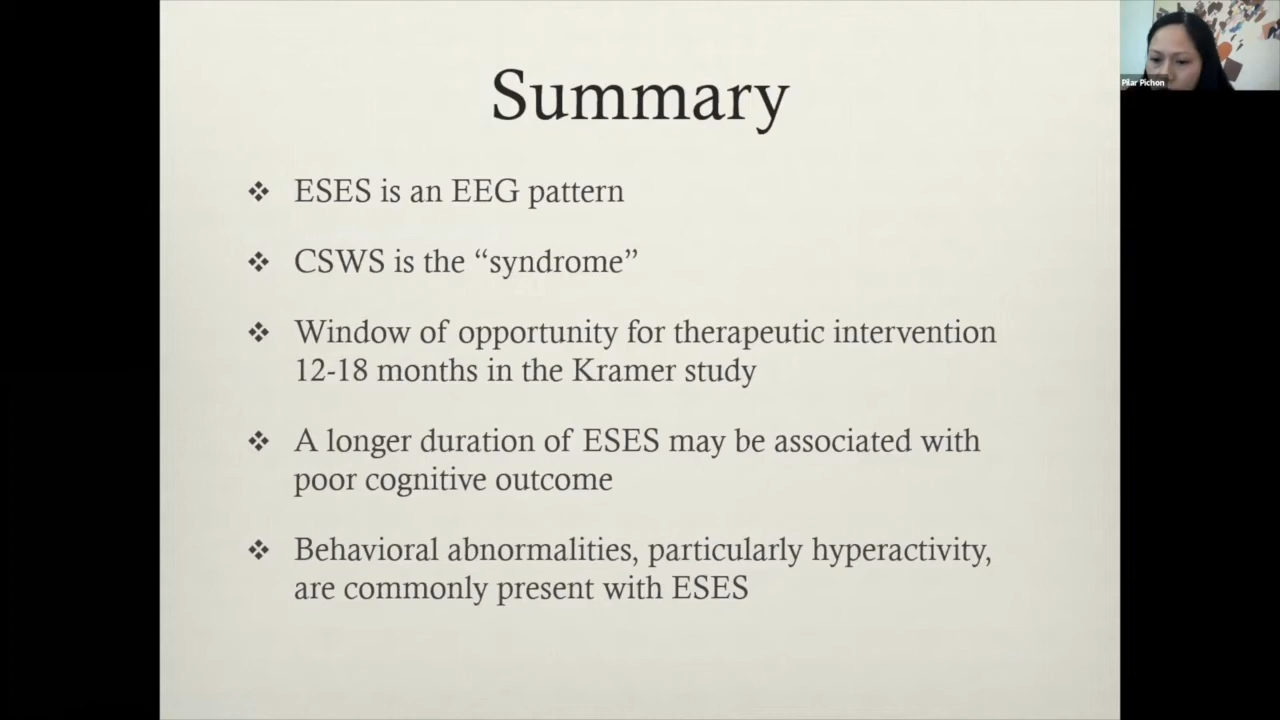 Summary
❖ ESES is an EEG pattern
❖ CSWS is the “syndrome”
❖ Window of opportunity for therapeutic intervention
12-18 months in the Kramer study
❖ A longer duration of ESES may be associated with
poor cognitive outcome
❖ Behavioral abnormalities, particularly hyperactivity,
are commonly present with ESES
Pilar Pichon